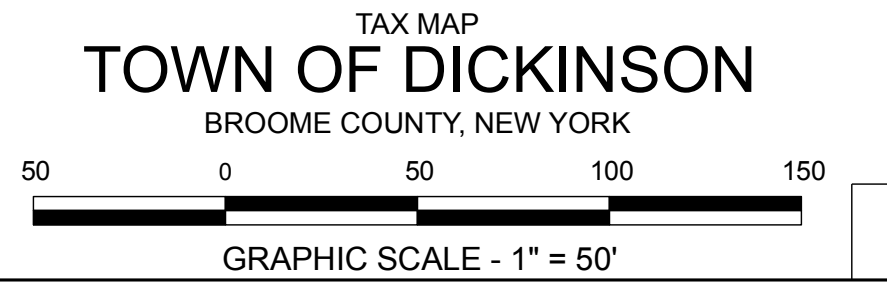 TAX MAP
TOWN OF DICKINSON
BROOME COUNTY, NEW YORK
50 0 50 100 150
GRAPHIC SCALE - 1" = 50'